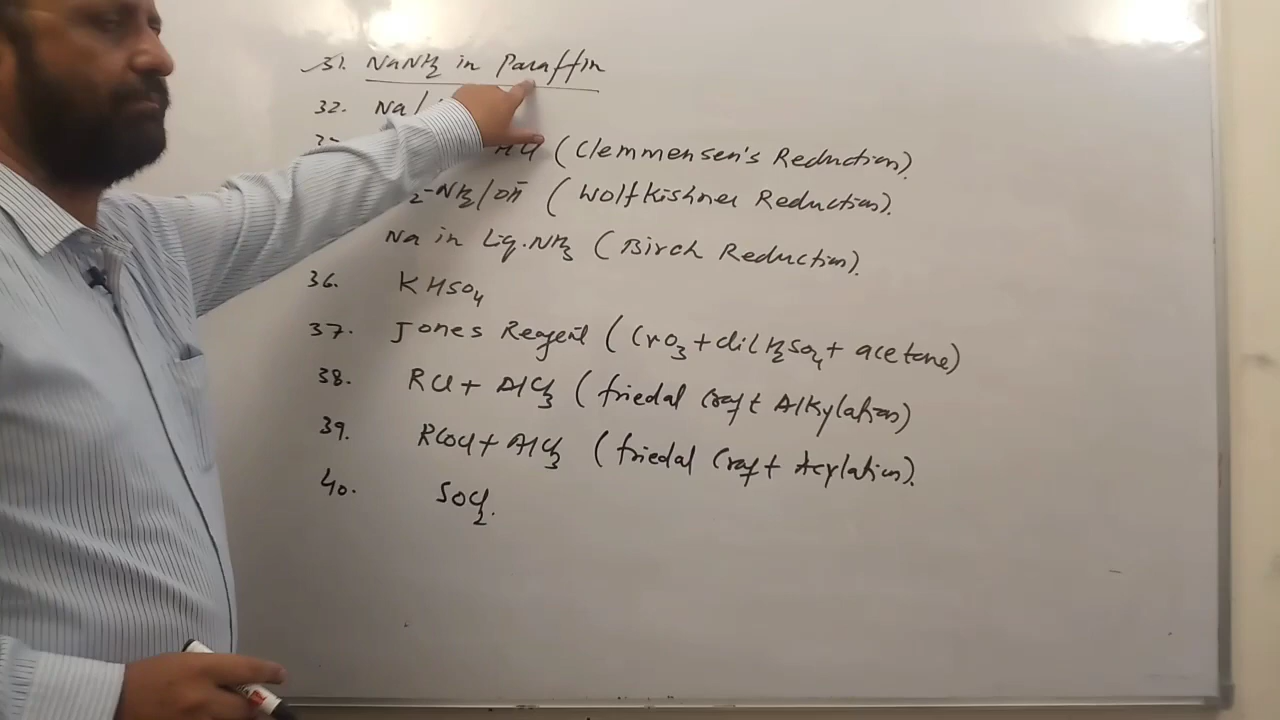 31. NaNH2 in Paraffin
32. Na/
HCl (Clemmensen's Reduction).
2-NH2/OH̄ (Wolf Kishner Reduction).
Na in Liq. NH3 (Birch Reduction).
36. KHSO4
37. Jones Reagent (CrO3 + dil H2SO4 + acetone)
38. RCl + AlCl3 (friedal Craft Alkylation)
39. RCOCl + AlCl3 (friedal Craft Acylation).
40. SOCl2.